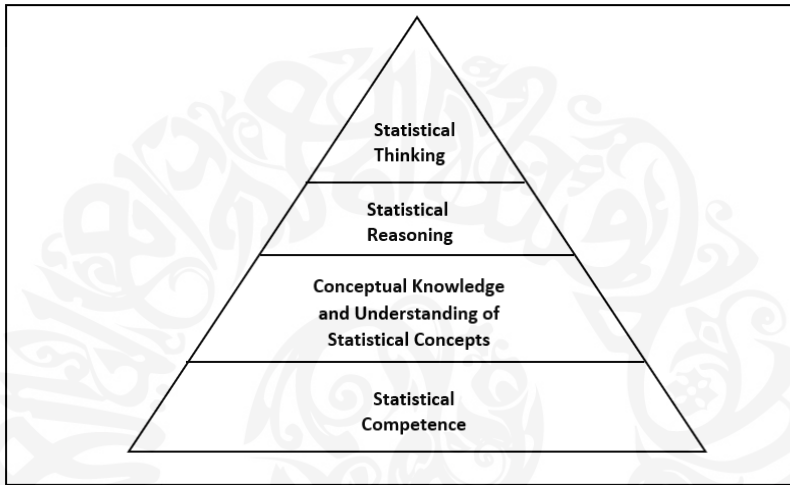 Statistical
Thinking
Statistical
Reasoning
Conceptual Knowledge
and Understanding of
Statistical Concepts
Statistical
Competence